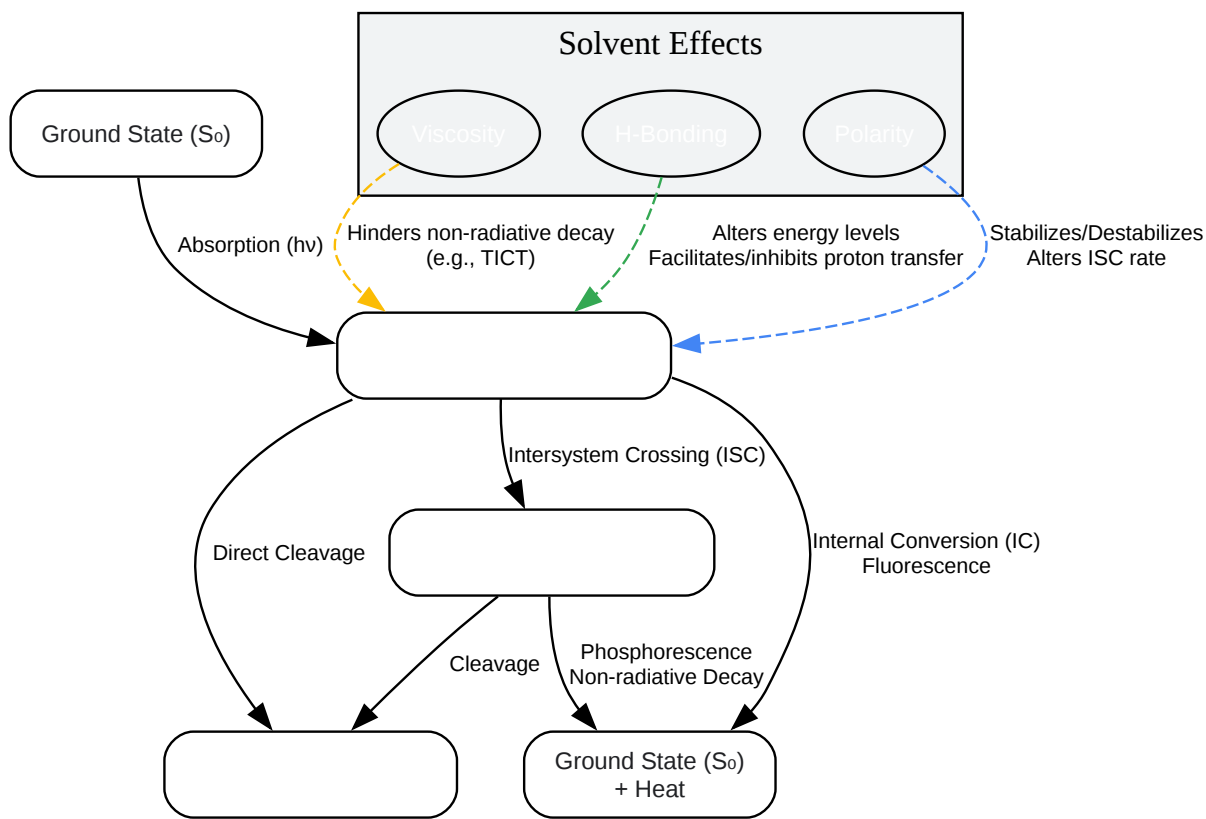 Solvent Effects
Viscosity
H-Bonding
Polarity
Ground State (S₀)
Absorption (hν)
Hinders non-radiative decay
(e.g., TICT)
Alters energy levels
Facilitates/inhibits proton transfer
Stabilizes/Destabilizes
Alters ISC rate
Intersystem Crossing (ISC)
Direct Cleavage
Internal Conversion (IC)
Fluorescence
Cleavage
Phosphorescence
Non-radiative Decay
Ground State (S₀)
+ Heat